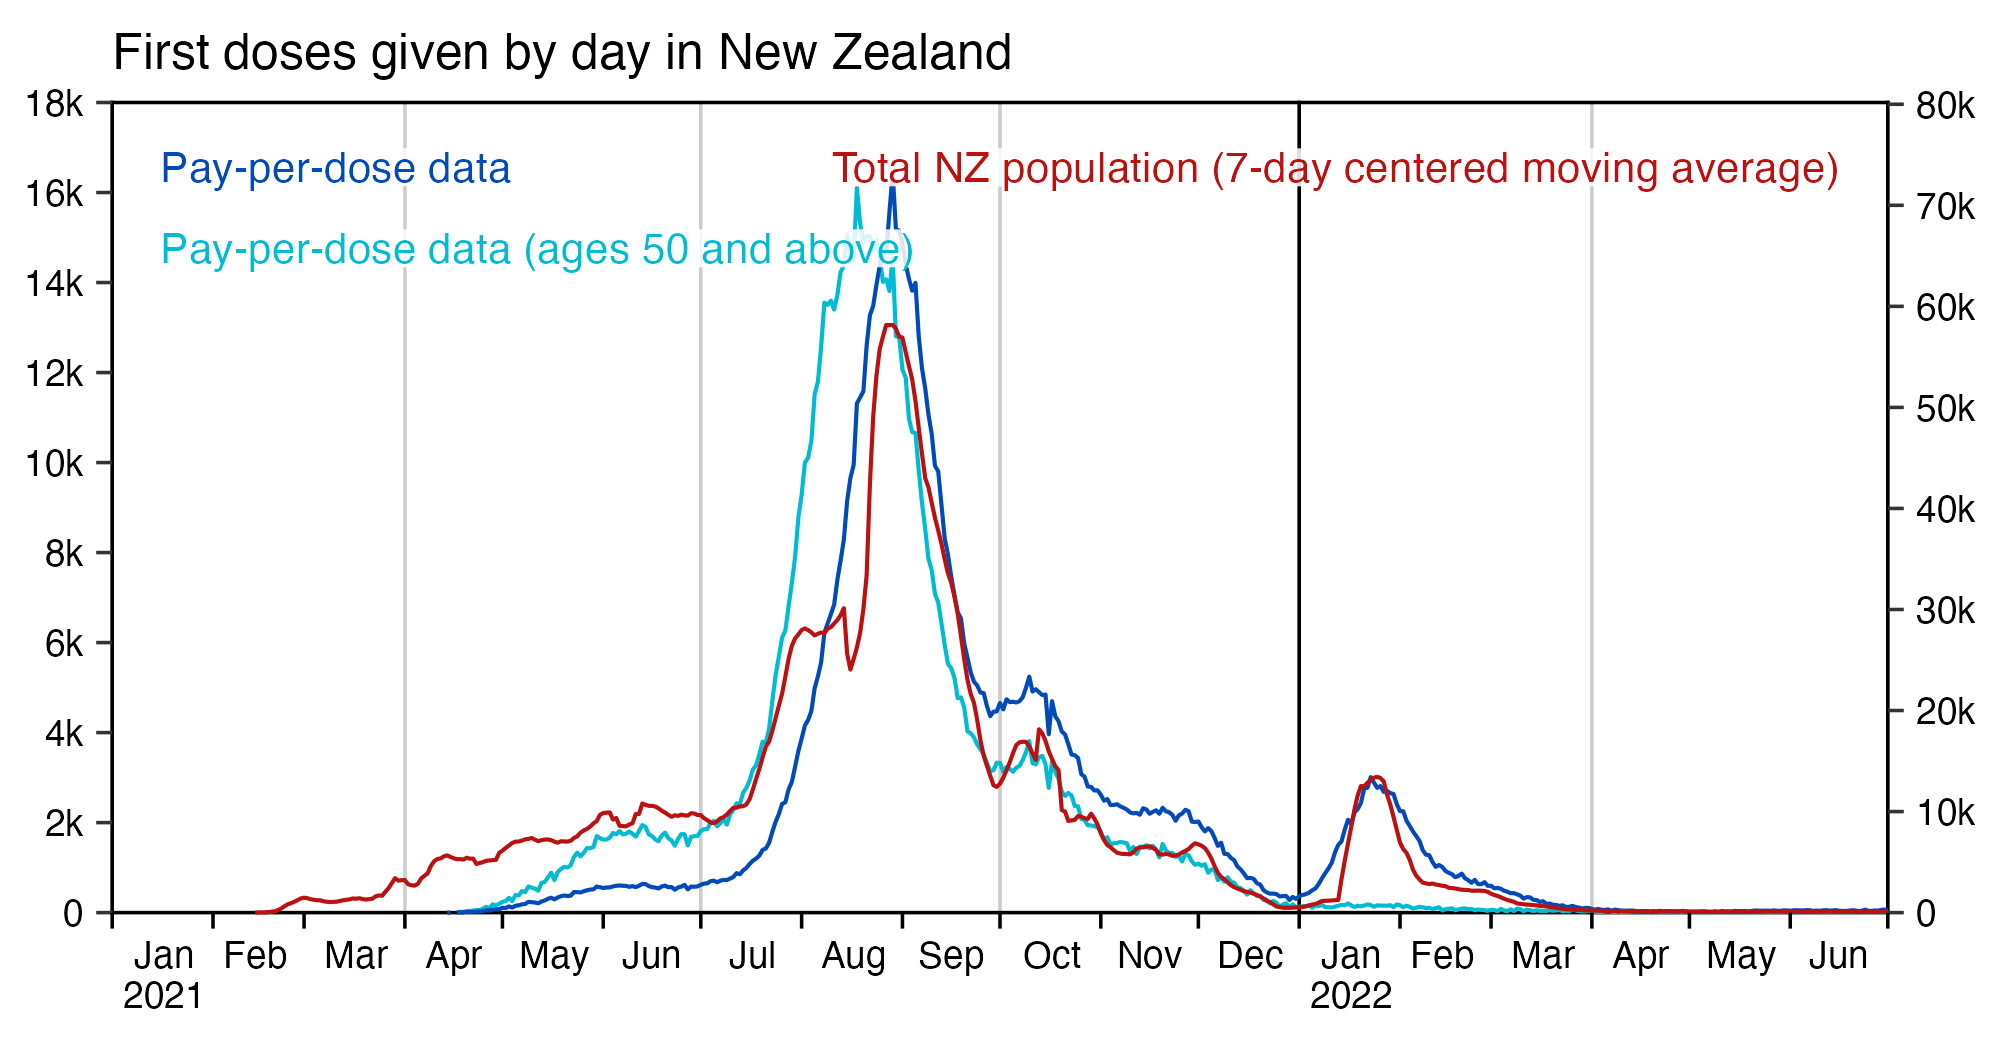 First doses given by day in New Zealand
18k
16k
14k
12k
10k
8k
6k
4k
2k
0
80k
70k
60k
50k
40k
30k
20k
10k
0
Pay-per-dose data
Total NZ population (7-day centered moving average)
Pay-per-dose data (ages 50 and above)
Jan Feb Mar Apr May Jun Jul Aug Sep Oct Nov Dec Jan Feb Mar Apr May Jun
2021 2022